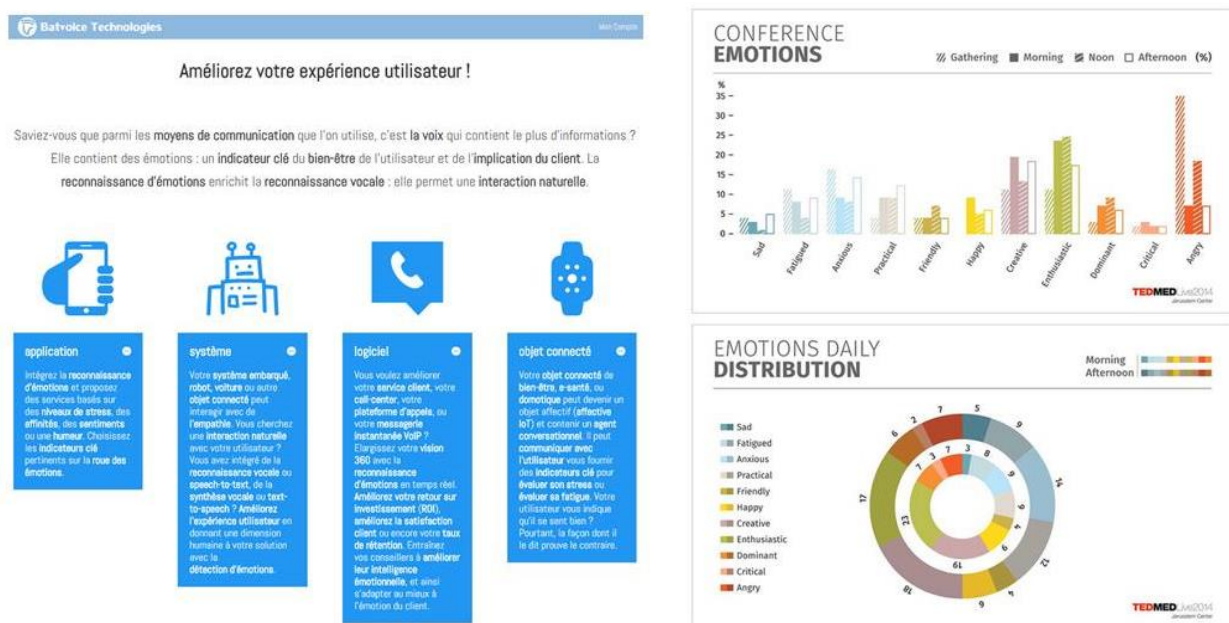 Batvoice Technologies
Mon Compte
Améliorez votre expérience utilisateur !
Saviez-vous que parmi les moyens de communication que l'on utilise, c'est la voix qui contient le plus d'informations ?
Elle contient des émotions : un indicateur clé du bien-être de l'utilisateur et de l'implication du client. La
reconnaissance d'émotions enrichit la reconnaissance vocale : elle permet une interaction naturelle.
application
Intégrez la reconnaissance
d'émotions et proposez
des services basés sur
des niveaux de stress, des
affinités, des sentiments
ou une humeur. Choisissez
les indicateurs clé
pertinents sur la roue des
émotions.
système
Votre système embarqué,
robot, voiture ou autre
objet connecté peut
interagir avec de
l'empathie. Vous cherchez
une interaction naturelle
avec votre utilisateur ?
Vous avez intégré de la
reconnaissance vocale ou
speech-to-text, de la
synthèse vocale ou text-
to-speech ? Améliorez
l'expérience utilisateur en
donnant une dimension
humaine à votre solution
avec la
détection d'émotions.
logiciel
Vous voulez améliorer
votre service client, votre
call-center, votre
plateforme d'appels, ou
votre messagerie
instantanée VoIP ?
Elargissez votre vision
360 avec la
reconnaissance
d'émotions en temps réel.
Améliorez votre retour sur
investissement (ROI),
améliorez la satisfaction
client ou encore votre taux
de rétention. Entraînez
vos conseillers à améliorer
leur intelligence
émotionnelle, et ainsi
s'adapter au mieux à
l'émotion du client.
objet connecté
Votre objet connecté de
bien-être, e-santé, ou
domotique peut devenir un
objet affectif (affective
IoT) et contenir un agent
conversationnel. Il peut
communiquer avec
l'utilisateur vous fournir
des indicateurs clé pour
évaluer son stress ou
évaluer sa fatigue. Votre
utilisateur vous indique
qu'il se sent bien ?
Pourtant, la façon dont il
le dit prouve le contraire.
CONFERENCE
EMOTIONS
Gathering Morning Noon Afternoon (%)
%
35
30
25
20
15
10
5
0
Sad
Fatigued
Anxious
Practical
Friendly
Happy
Creative
Enthusiastic
Dominant
Critical
Angry
TEDMEDLive2014
Jerusalem Center
EMOTIONS DAILY
DISTRIBUTION
Morning
Afternoon
Sad
Fatigued
Anxious
Practical
Friendly
Happy
Creative
Enthusiastic
Dominant
Critical
Angry
5
9
14
12
4
6
18
17
6
2
7
3
8
9
9
4
9
19
23
7
3
7
TEDMEDLive2014
Jerusalem Center